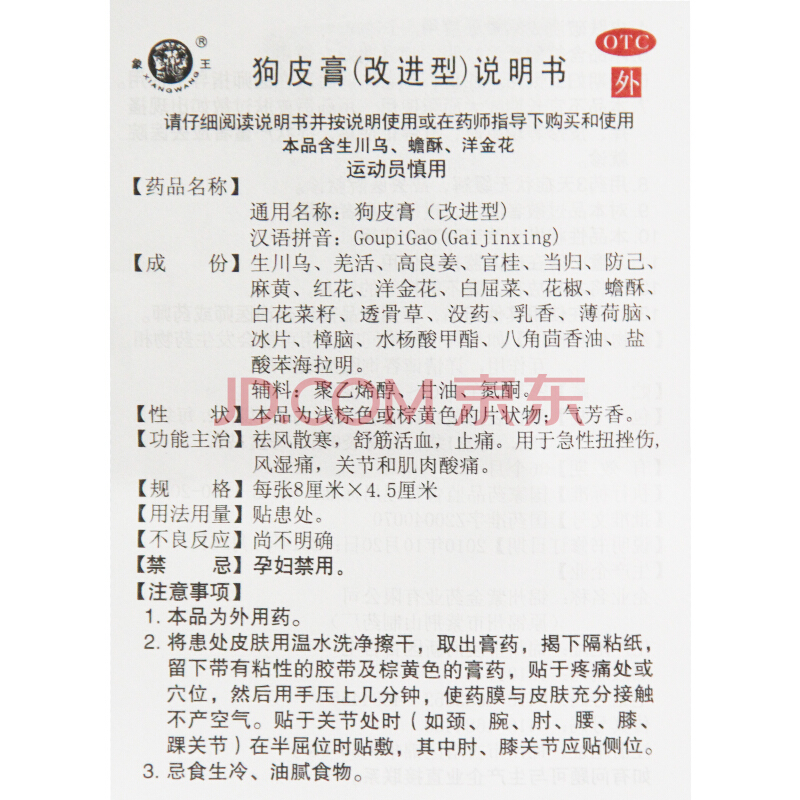 象 王
®
XIANGWANG
OTC
外
狗皮膏(改进型)说明书
请仔细阅读说明书并按说明使用或在药师指导下购买和使用
本品含生川乌、蟾酥、洋金花
运动员慎用
【药品名称】
通用名称：狗皮膏（改进型）
汉语拼音：GoupiGao(Gaijinxing)
【成 份】生川乌、羌活、高良姜、官桂、当归、防己、
麻黄、红花、洋金花、白屈菜、花椒、蟾酥、
白花菜籽、透骨草、没药、乳香、薄荷脑、
冰片、樟脑、水杨酸甲酯、八角茴香油、盐
酸苯海拉明。
辅料：聚乙烯醇、甘油、氮酮。
JD.COM 京东
【性 状】本品为浅棕色或棕黄色的片状物；气芳香。
【功能主治】祛风散寒，舒筋活血，止痛。用于急性扭挫伤，
风湿痛，关节和肌肉酸痛。
【规 格】每张8厘米×4.5厘米
【用法用量】贴患处。
【不良反应】尚不明确
【禁 忌】孕妇禁用。
【注意事项】
1. 本品为外用药。
2. 将患处皮肤用温水洗净擦干，取出膏药，揭下隔粘纸，
留下带有粘性的胶带及棕黄色的膏药，贴于疼痛处或
穴位，然后用手压上几分钟，使药膜与皮肤充分接触
不产空气。贴于关节处时（如颈、腕、肘、腰、膝、
踝关节）在半屈位时贴敷，其中肘、膝关节应贴侧位。
3. 忌食生冷、油腻食物。